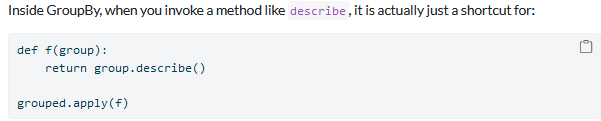 Inside GroupBy, when you invoke a method like describe, it is actually just a shortcut for:
def f(group):
    return group.describe()

grouped.apply(f)